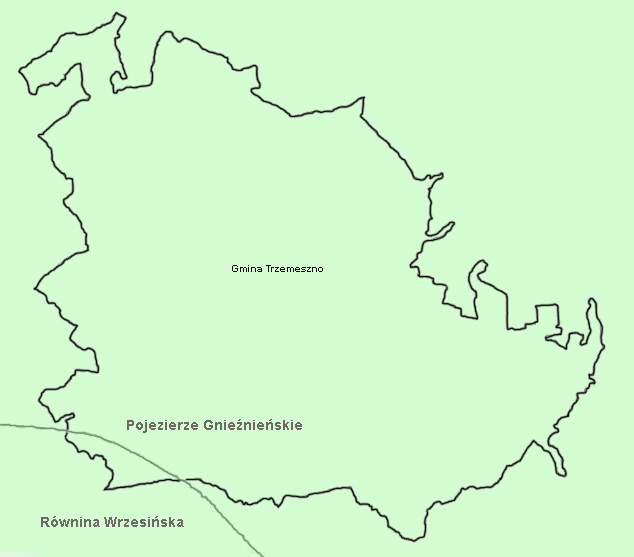 Gmina Trzemeszno
Pojezierze Gnieźnieńskie
Równina Wrzesińska